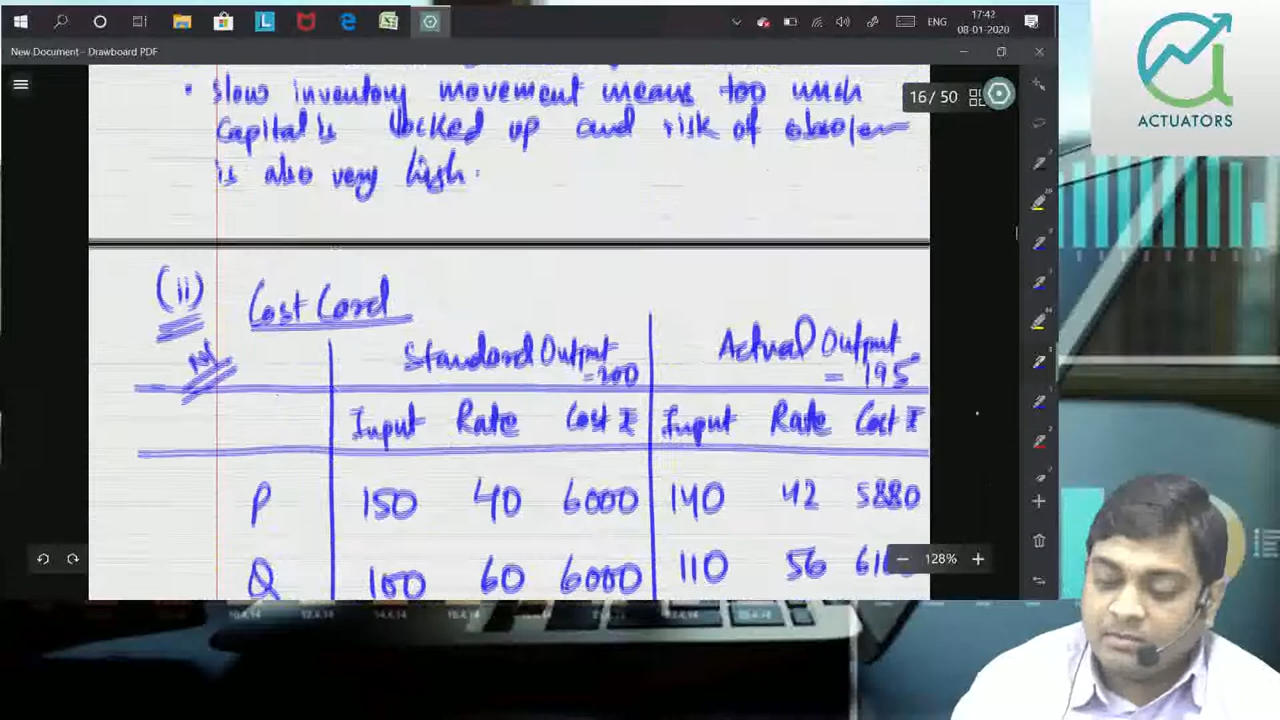 17:42
ENG
08-01-2020
New Document - Drawboard PDF
ACTUATORS
• Slow inventory movement means too much
16 / 50
Capital is locked up and risk of
is also very high.
(ii) Cost Card
Standard Output Actual Output
=200 = 195
Input Rate Cost ₹ Input Rate Cost ₹
P 150 40 6000 140 42 5880
128%
Q 100 60 6000 110 56